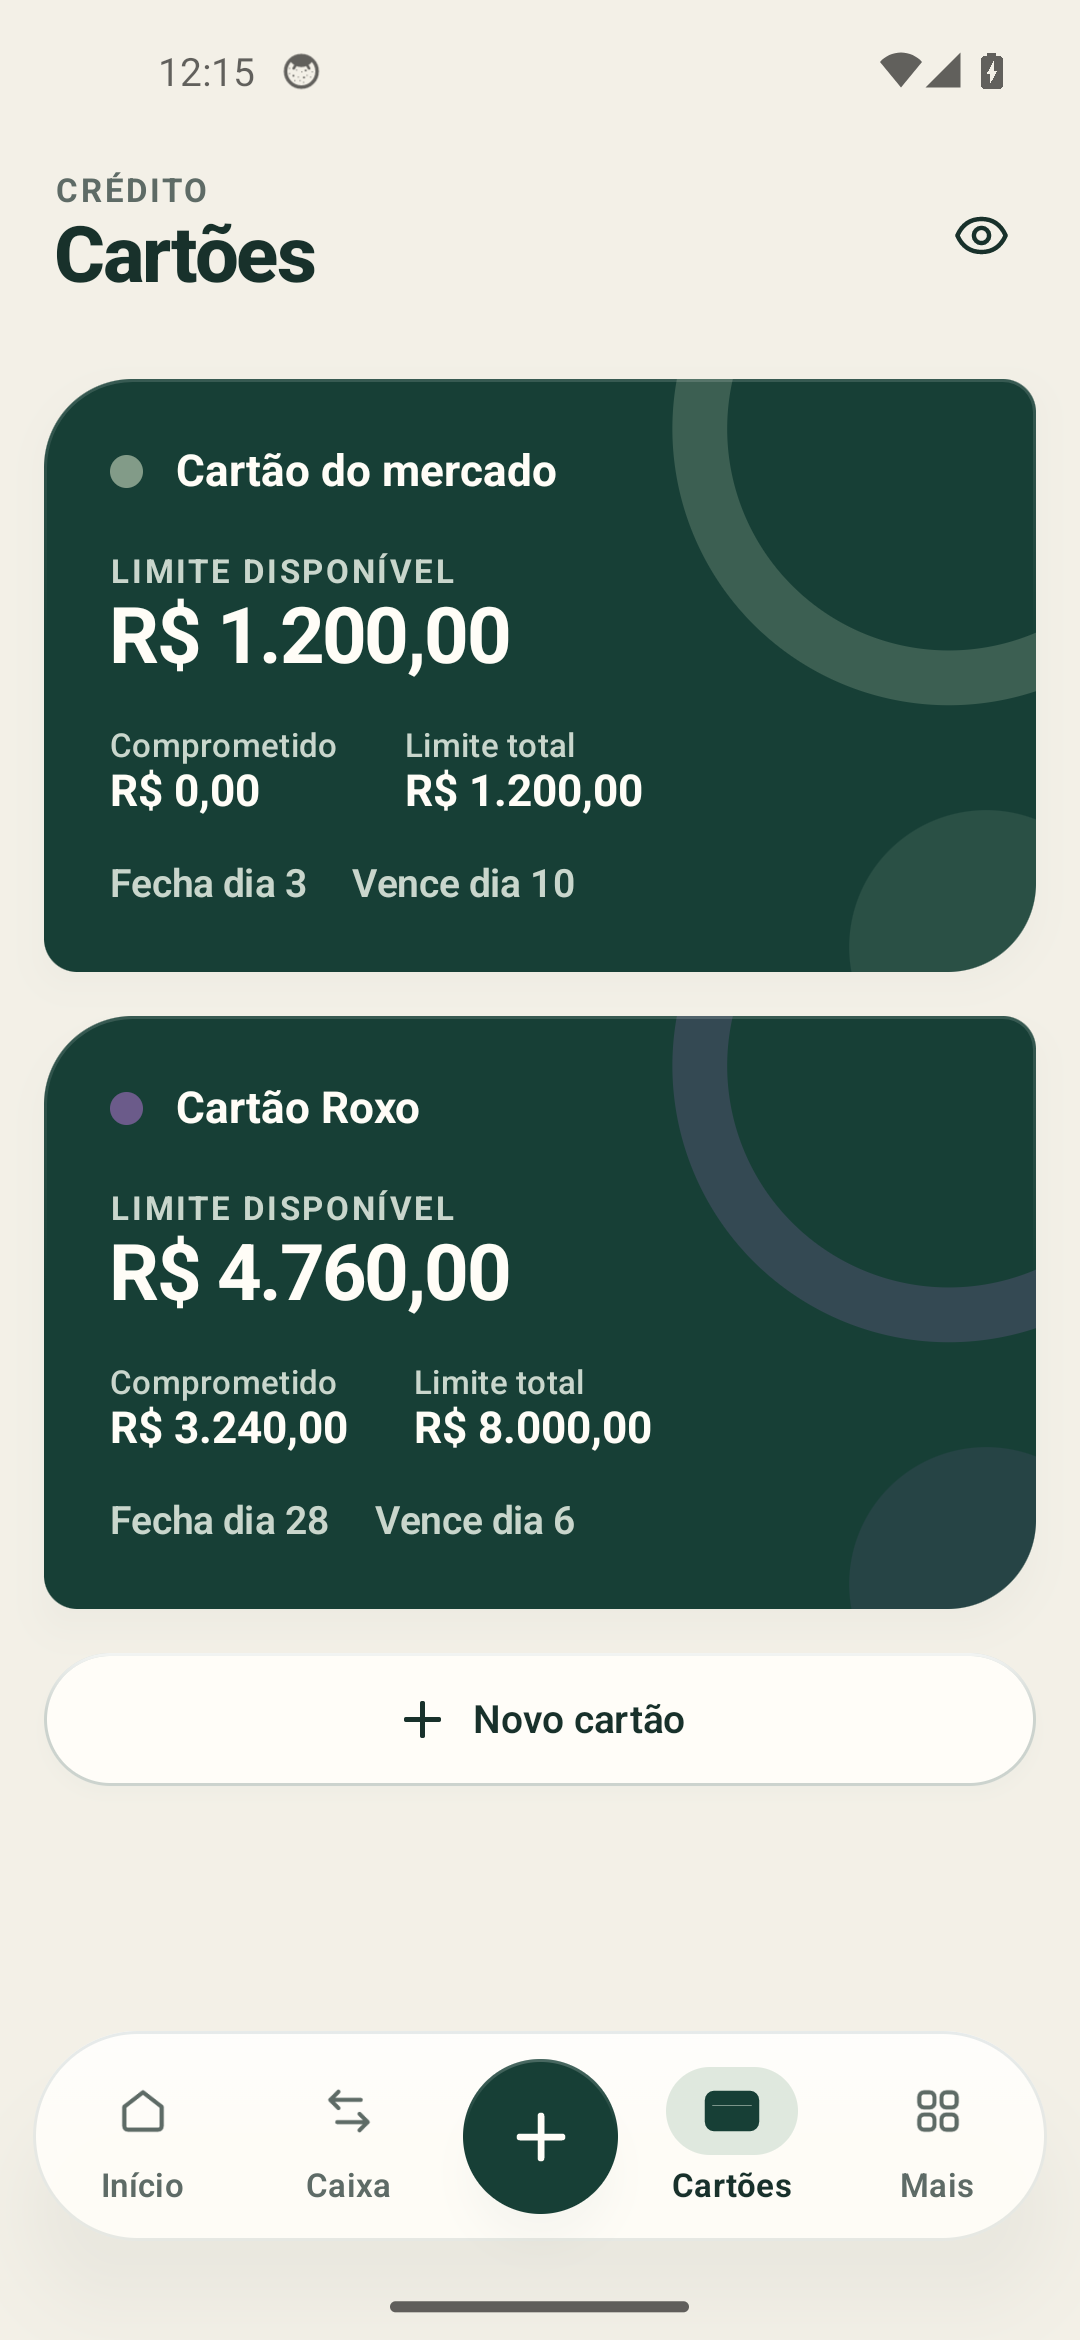 12:15
CRÉDITO
Cartões
Cartão do mercado
LIMITE DISPONÍVEL
R$ 1.200,00
Comprometido Limite total
R$ 0,00 R$ 1.200,00
Fecha dia 3 Vence dia 10
Cartão Roxo
LIMITE DISPONÍVEL
R$ 4.760,00
Comprometido Limite total
R$ 3.240,00 R$ 8.000,00
Fecha dia 28 Vence dia 6
Novo cartão
Início Caixa Cartões Mais